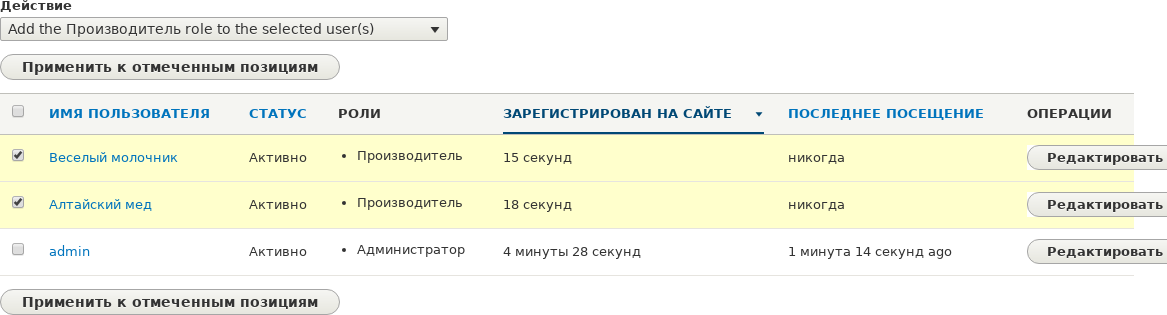 Действие
Add the Производитель role to the selected user(s)
Применить к отмеченным позициям
ИМЯ ПОЛЬЗОВАТЕЛЯ СТАТУС РОЛИ ЗАРЕГИСТРИРОВАН НА САЙТЕ ПОСЛЕДНЕЕ ПОСЕЩЕНИЕ ОПЕРАЦИИ
Веселый молочник Активно • Производитель 15 секунд никогда Редактировать
Алтайский мед Активно • Производитель 18 секунд никогда Редактировать
admin Активно • Администратор 4 минуты 28 секунд 1 минута 14 секунд ago Редактировать
Применить к отмеченным позициям